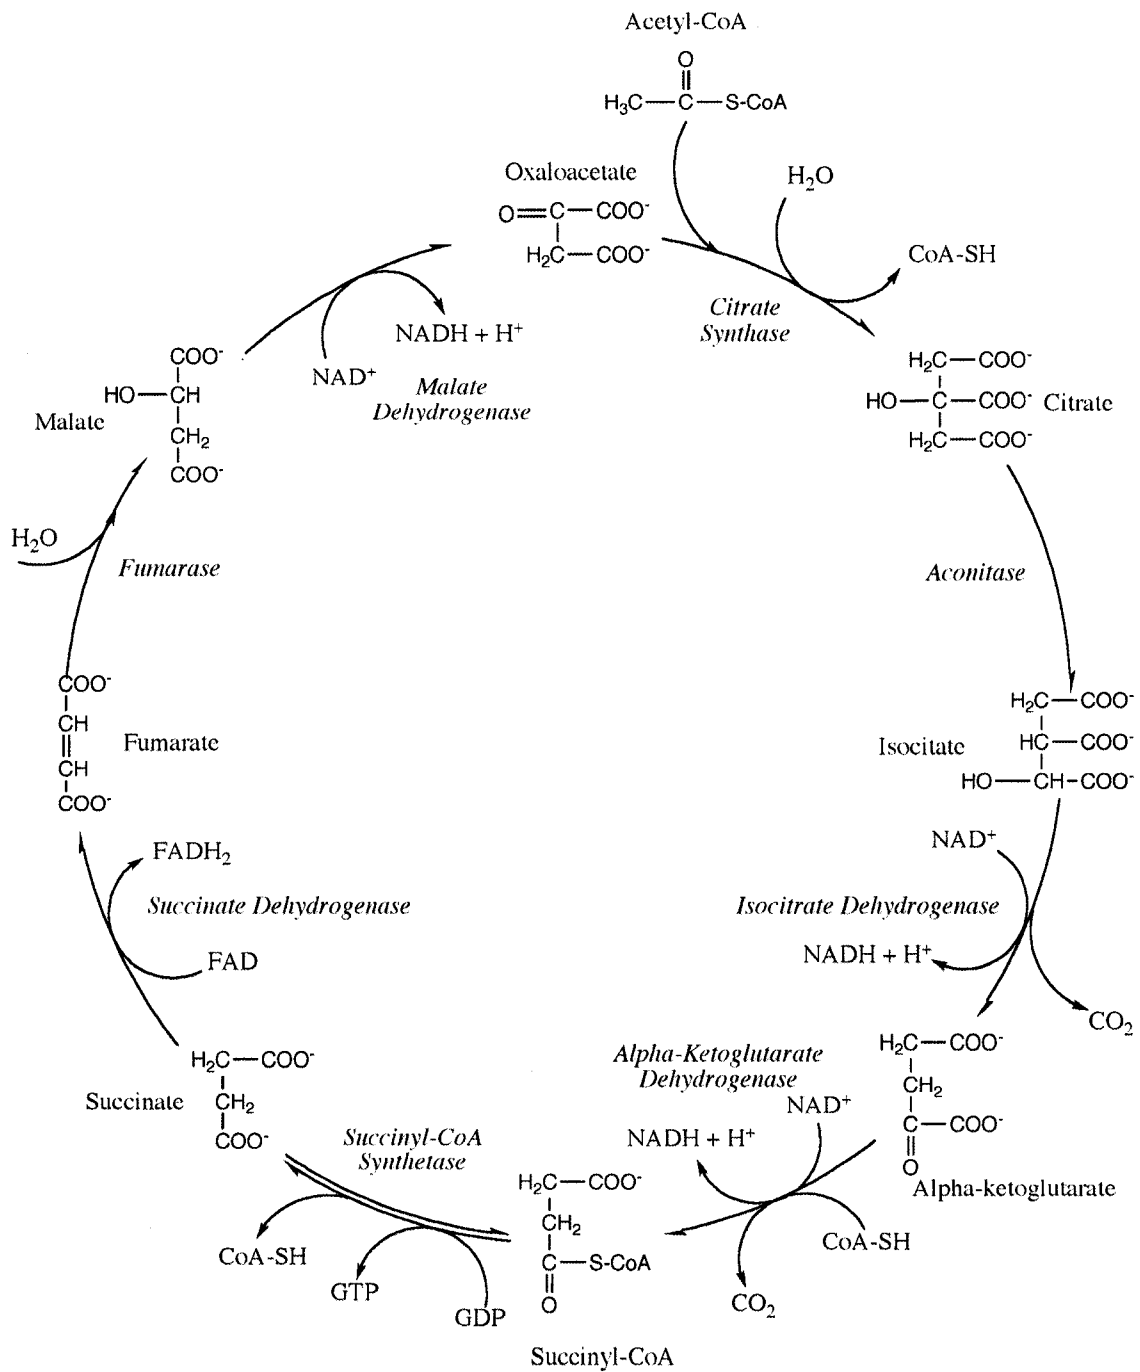 Acetyl-CoA
O
H₃C—C—S-CoA
Oxaloacetate
O=C—COO⁻
H₂C—COO⁻
H₂O
CoA-SH
Citrate
Synthase
NADH + H⁺
NAD⁺
Malate
Dehydrogenase
COO⁻
HO—CH
CH₂
COO⁻
Malate
H₂C—COO⁻
HO—C—COO⁻
H₂C—COO⁻
Citrate
H₂O
Fumarase
Aconitase
COO⁻
CH
CH
COO⁻
Fumarate
H₂C—COO⁻
HC—COO⁻
HO—CH—COO⁻
Isocitate
FADH₂
Succinate Dehydrogenase
FAD
NAD⁺
Isocitrate Dehydrogenase
NADH + H⁺
CO₂
H₂C—COO⁻
CH₂
COO⁻
Succinate
H₂C—COO⁻
CH₂
C—COO⁻
O
Alpha-ketoglutarate
Alpha-Ketoglutarate
Dehydrogenase
NAD⁺
NADH + H⁺
CoA-SH
CO₂
Succinyl-CoA
Synthetase
CoA-SH
GTP
GDP
H₂C—COO⁻
CH₂
C—S-CoA
O
Succinyl-CoA